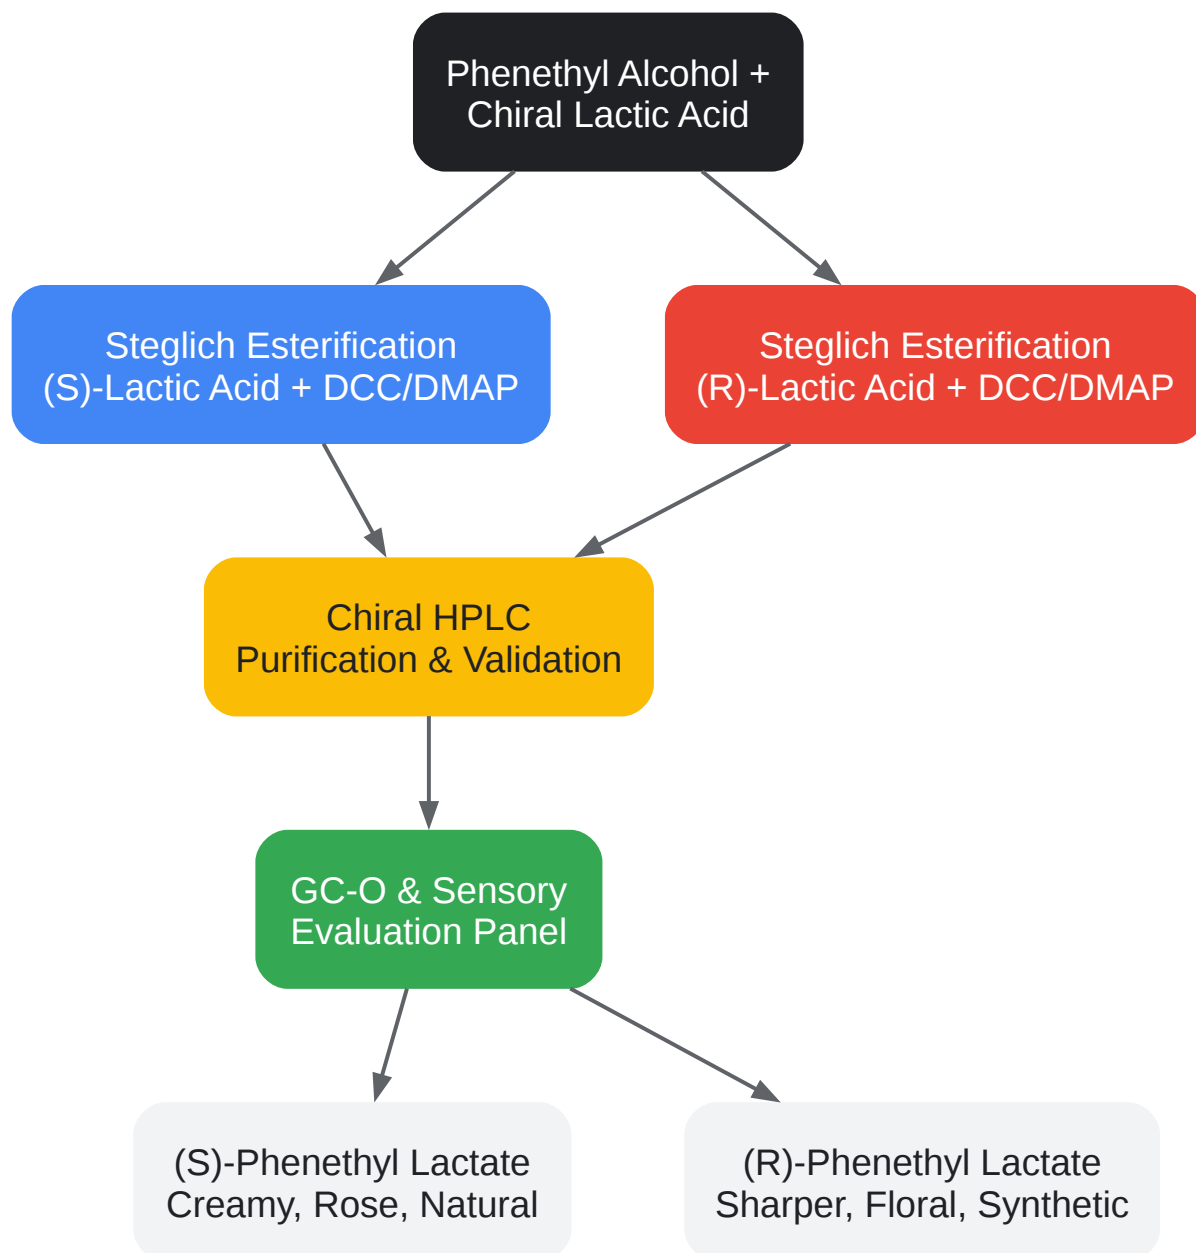 Phenethyl Alcohol +
Chiral Lactic Acid
Steglich Esterification
(S)-Lactic Acid + DCC/DMAP
Steglich Esterification
(R)-Lactic Acid + DCC/DMAP
Chiral HPLC
Purification & Validation
GC-O & Sensory
Evaluation Panel
(S)-Phenethyl Lactate
Creamy, Rose, Natural
(R)-Phenethyl Lactate
Sharper, Floral, Synthetic